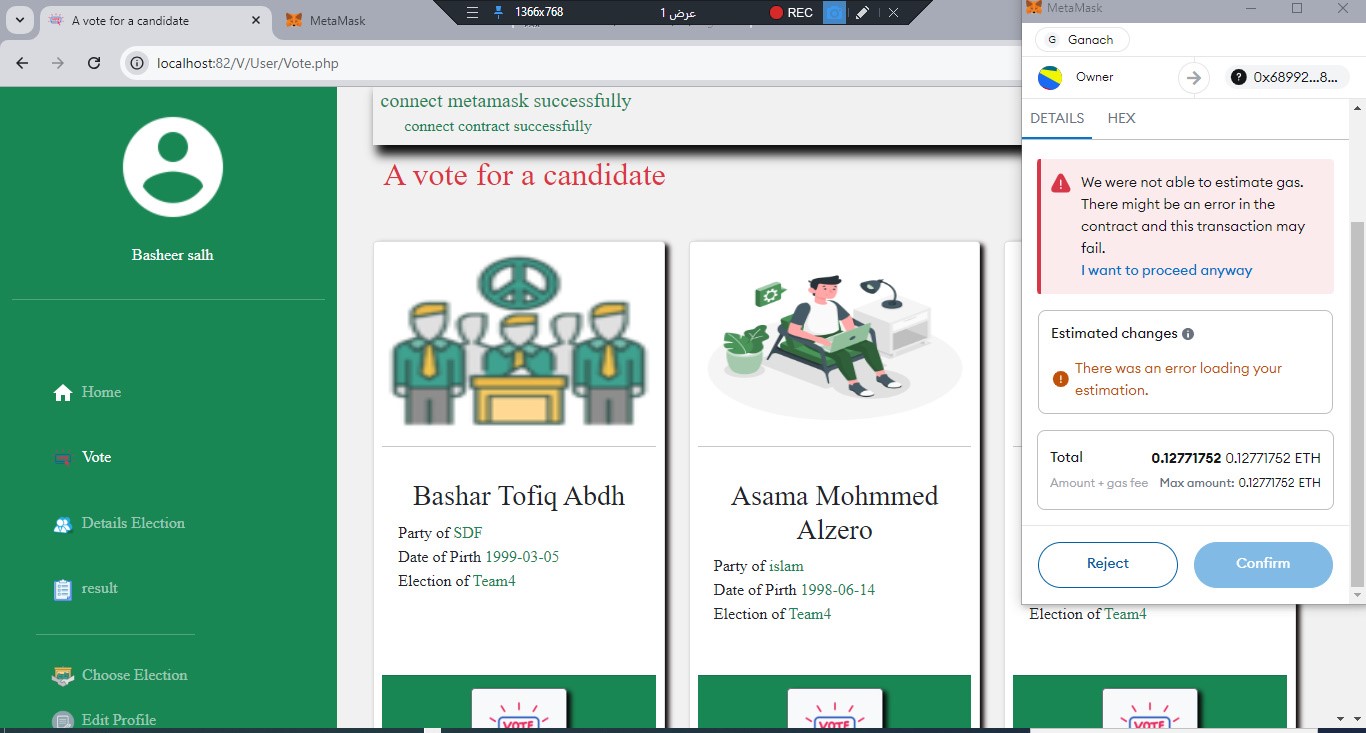 A vote for a candidate
MetaMask
1366x768
عرض 1
REC
localhost:82/V/User/Vote.php
Basheer salh
Home
Vote
Details Election
result
Choose Election
Edit Profile
connect metamask successfully
connect contract successfully
A vote for a candidate
Bashar Tofiq Abdh
Party of SDF
Date of Pirth 1999-03-05
Election of Team4
VOTE
Asama Mohmmed
Alzero
Party of islam
Date of Pirth 1998-06-14
Election of Team4
VOTE
Election of Team4
VOTE
MetaMask
G Ganach
Owner
0x68992...8...
DETAILS HEX
We were not able to estimate gas.
There might be an error in the
contract and this transaction may
fail.
I want to proceed anyway
Estimated changes
There was an error loading your
estimation.
Total 0.12771752 0.12771752 ETH
Amount + gas fee Max amount: 0.12771752 ETH
Reject Confirm